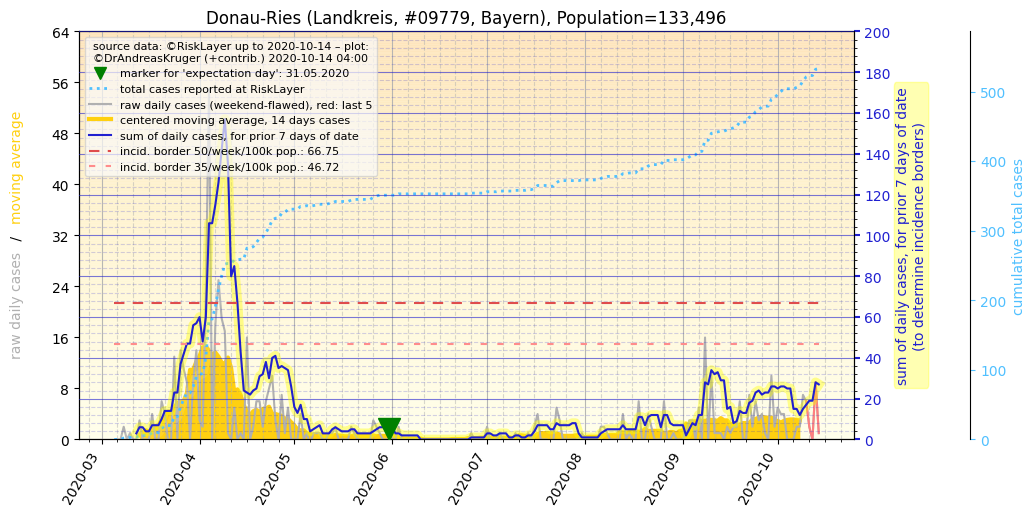 Donau-Ries (Landkreis, #09779, Bayern), Population=133,496
source data: ©RiskLayer up to 2020-10-14 – plot:
©DrAndreasKruger (+contrib.) 2020-10-14 04:00
marker for 'expectation day': 31.05.2020
total cases reported at RiskLayer
raw daily cases (weekend-flawed), red: last 5
centered moving average, 14 days cases
sum of daily cases, for prior 7 days of date
incid. border 50/week/100k pop.: 66.75
incid. border 35/week/100k pop.: 46.72
raw daily cases / moving average
64
56
48
40
32
24
16
8
0
2020-03
2020-04
2020-05
2020-06
2020-07
2020-08
2020-09
2020-10
200
180
160
140
120
100
80
60
40
20
0
sum of daily cases, for prior 7 days of date
(to determine incidence borders)
500
400
300
200
100
0
cumulative total cases